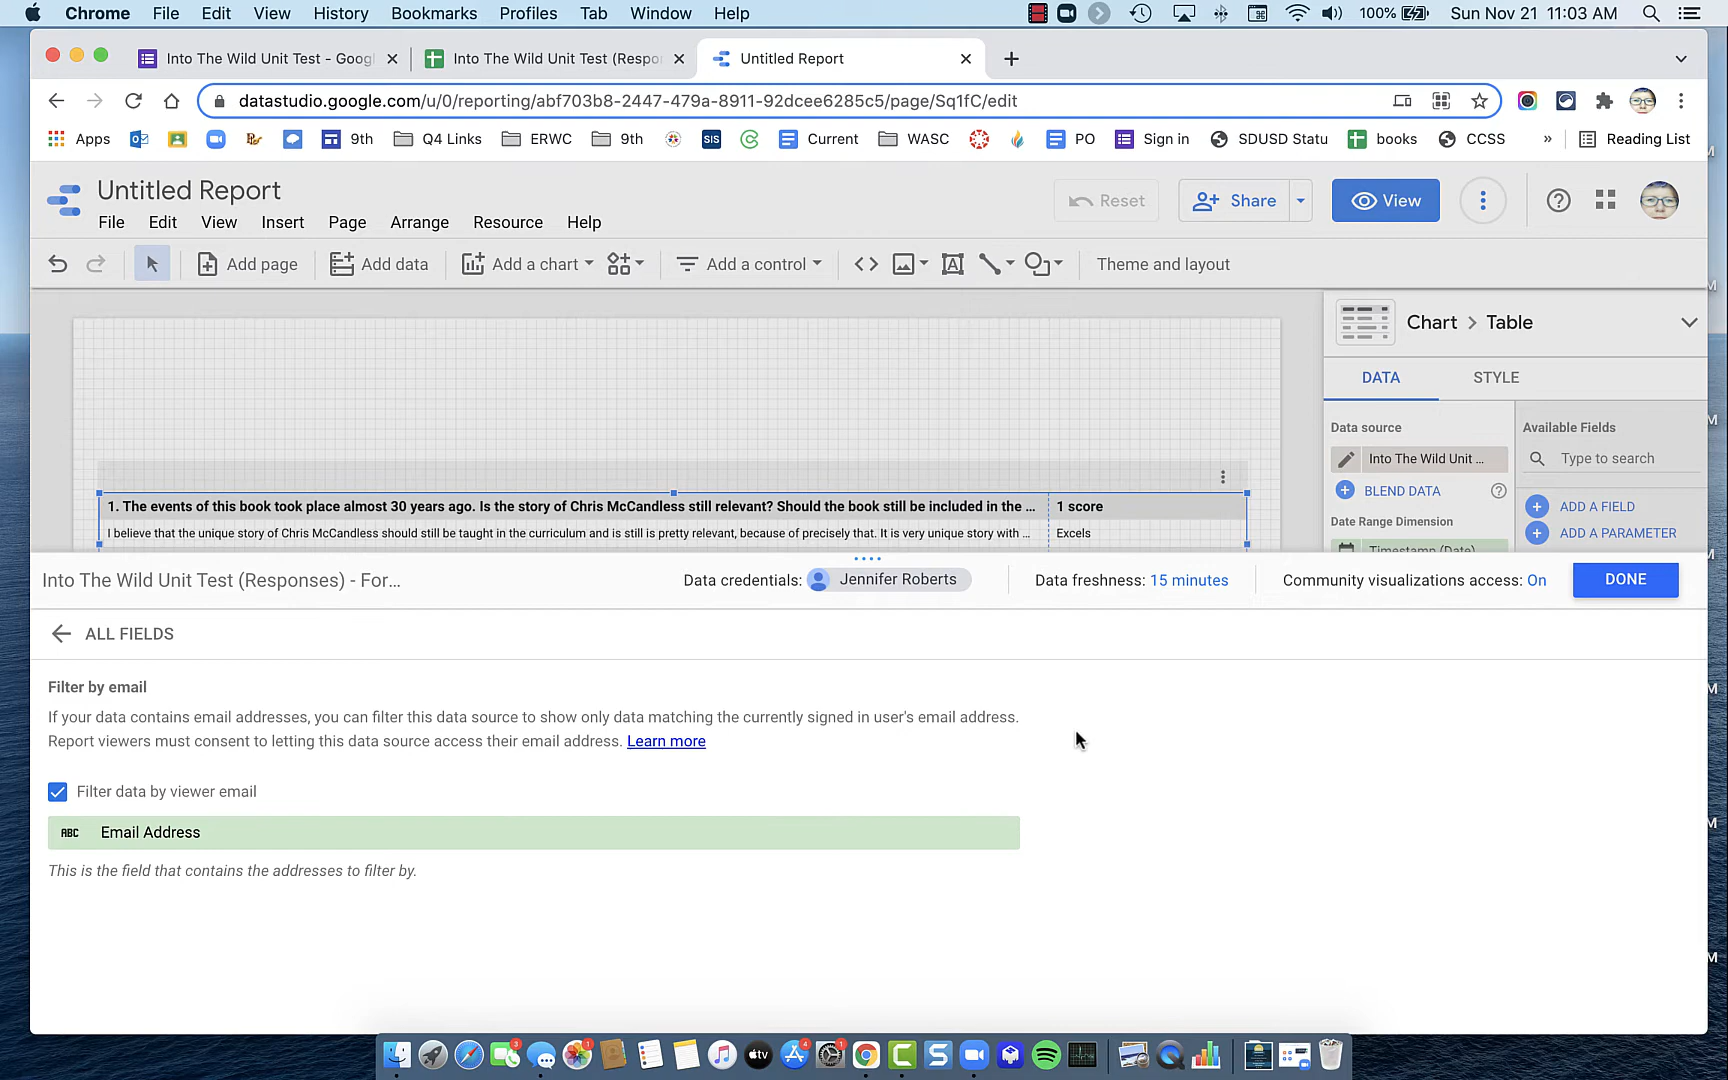 Chrome File Edit View History Bookmarks Profiles Tab Window Help 100% Sun Nov 21 11:03 AM
Into The Wild Unit Test - Goog Into The Wild Unit Test (Respo Untitled Report
datastudio.google.com/u/0/reporting/abf703b8-2447-479a-8911-92dcee6285c5/page/Sq1fC/edit
Apps 9th Q4 Links ERWC 9th SIS Current WASC PO Sign in SDUSD Statu books CCSS » Reading List
Untitled Report
Reset Share View
File Edit View Insert Page Arrange Resource Help
Add page Add data Add a chart Add a control Theme and layout
Chart > Table
DATA STYLE
Data source Available Fields
Into The Wild Unit ... Type to search
BLEND DATA
ADD A FIELD
Date Range Dimension
ADD A PARAMETER
Timestamp (Date)
1. The events of this book took place almost 30 years ago. Is the story of Chris McCandless still relevant? Should the book still be included in the ... 1 score
I believe that the unique story of Chris McCandless should still be taught in the curriculum and is still is pretty relevant, because of precisely that. It is very unique story with ... Excels
Into The Wild Unit Test (Responses) - For... Data credentials: Jennifer Roberts Data freshness: 15 minutes Community visualizations access: On DONE
ALL FIELDS
Filter by email
If your data contains email addresses, you can filter this data source to show only data matching the currently signed in user's email address.
Report viewers must consent to letting this data source access their email address. Learn more
Filter data by viewer email
ABC Email Address
This is the field that contains the addresses to filter by.